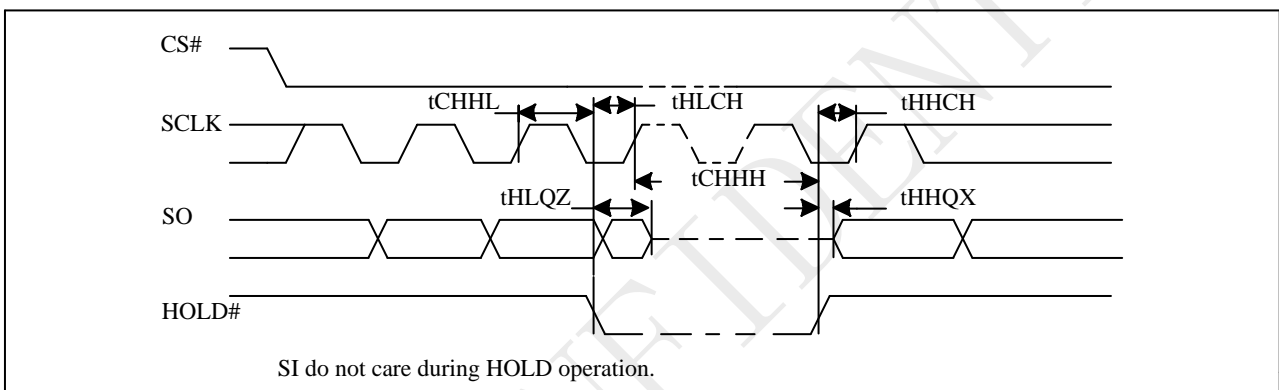 CS#
tCHHL tHLCH tHHCH
SCLK
tCHHH
tHLQZ tHHQX
SO
HOLD#
SI do not care during HOLD operation.